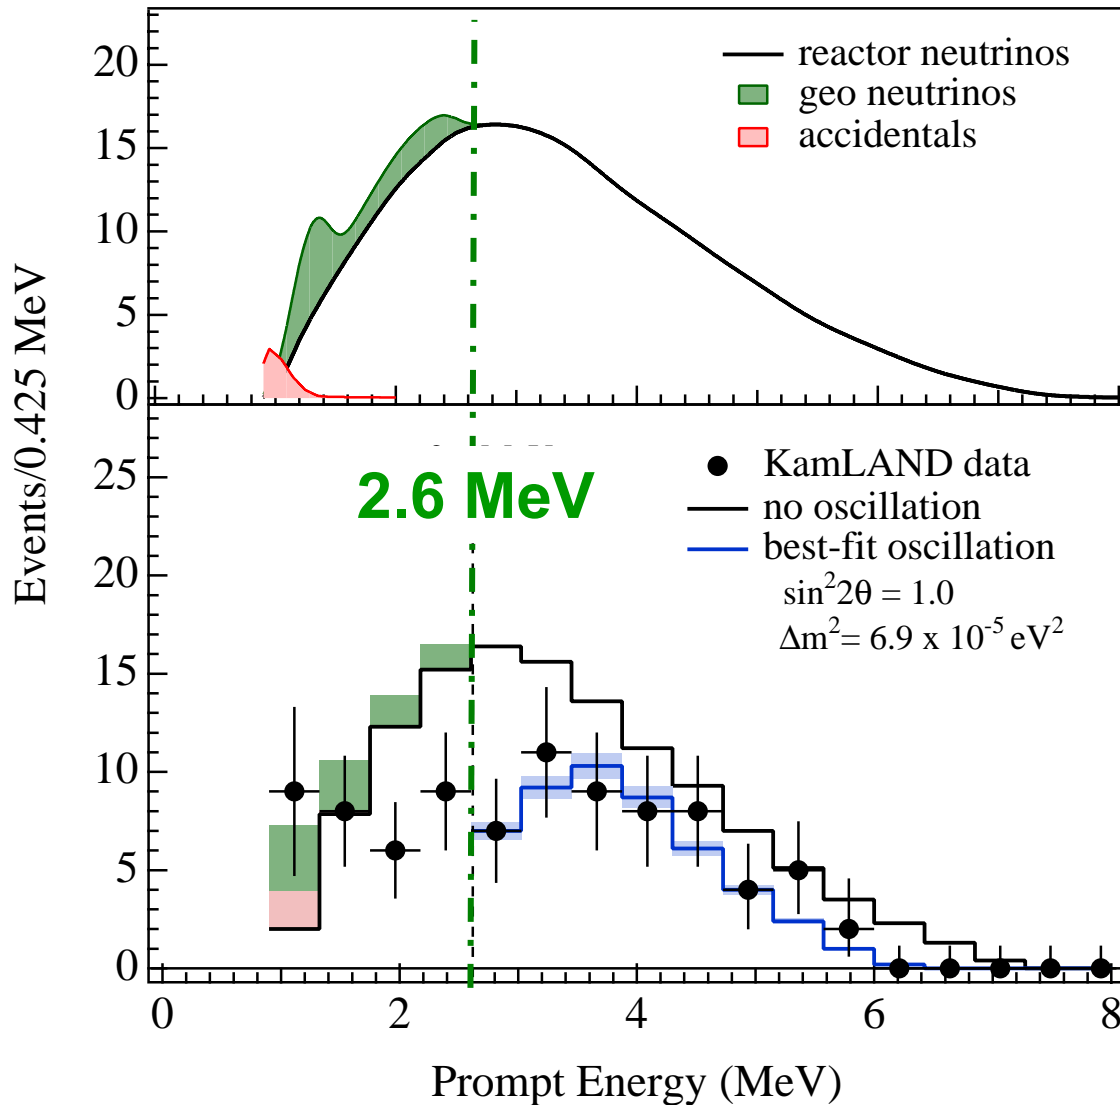 20
15
10
5
0
reactor neutrinos
geo neutrinos
accidentals
Events/0.425 MeV
25
20
15
10
5
0
KamLAND data
no oscillation
best-fit oscillation
sin²2θ = 1.0
Δm²= 6.9 x 10⁻⁵ eV²
2.6 MeV
0 2 4 6 8
Prompt Energy (MeV)